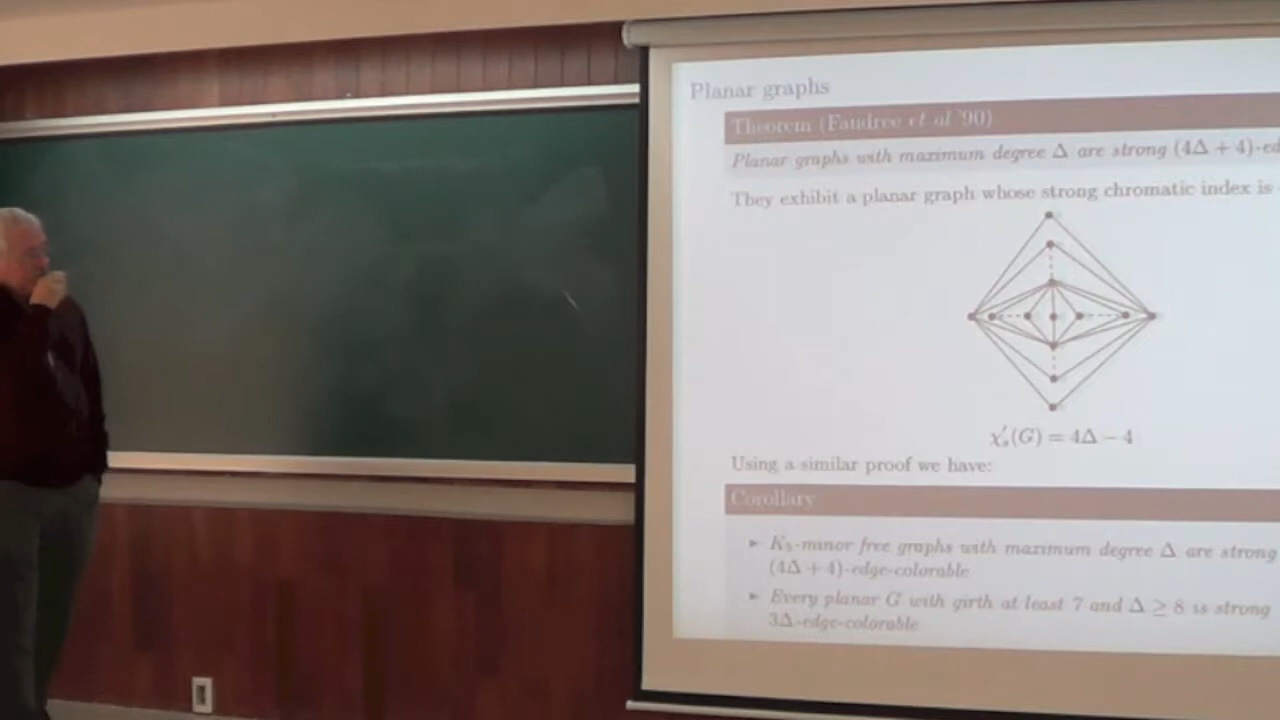 Planar graphs
Theorem (Faudree et al '90)
Planar graphs with maximum degree Δ are strong (4Δ + 4)-ed
They exhibit a planar graph whose strong chromatic index is
χ′ₛ(G) = 4Δ − 4
Using a similar proof we have:
Corollary
► K₅-minor free graphs with maximum degree Δ are strong
(4Δ + 4)-edge-colorable
► Every planar G with girth at least 7 and Δ ≥ 8 is strong
3Δ-edge-colorable